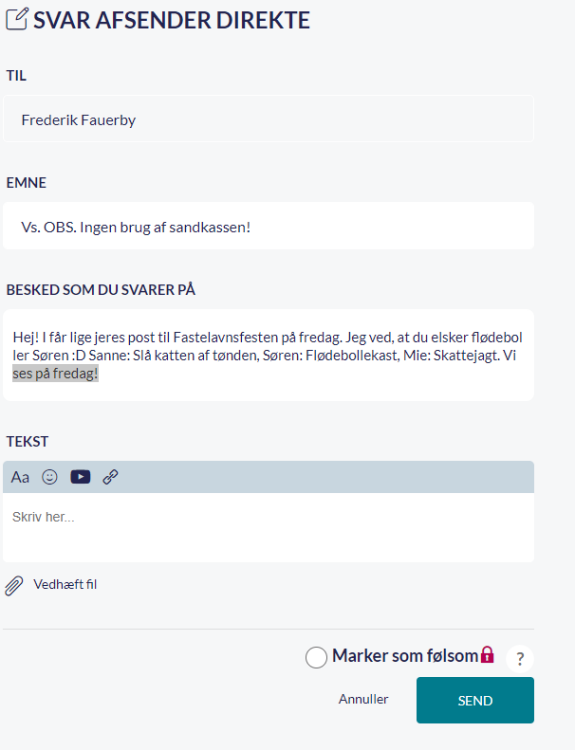 SVAR AFSENDER DIREKTE
TIL
Frederik Fauerby
EMNE
Vs. OBS. Ingen brug af sandkassen!
BESKED SOM DU SVARER PÅ
Hej! I får lige jeres post til Fastelavnsfesten på fredag. Jeg ved, at du elsker flødebol
ler Søren :D Sanne: Slå katten af tønden, Søren: Flødebollekast, Mie: Skattejagt. Vi
ses på fredag!
TEKST
Aa
Skriv her...
Vedhæft fil
Marker som følsom ?
Annuller SEND